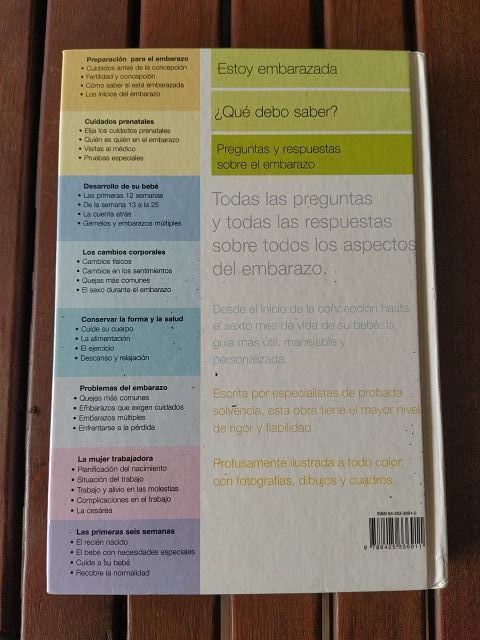 Preparación para el embarazo
• Cuidados antes de la concepción
• Fertilidad y concepción
• Cómo saber si está embarazada
• Los inicios del embarazo
Cuidados prenatales
• Elija los cuidados prenatales
• Quién es quién en el embarazo
• Visitas al médico
• Pruebas especiales
Desarrollo de su bebé
• Las primeras 12 semanas
• De la semana 13 a la 25
• La cuenta atrás
• Gemelos y embarazos múltiples
Los cambios corporales
• Cambios físicos
• Cambios en los sentimientos
• Quejas más comunes
• El sexo durante el embarazo
Conservar la forma y la salud
• Cuide su cuerpo
• La alimentación
• El ejercicio
• Descanso y relajación
Problemas del embarazo
• Quejas más comunes
• Embarazos que exigen cuidados
• Embarazos múltiples
• Enfrentarse a la pérdida
La mujer trabajadora
• Planificación del nacimiento
• Situación del trabajo
• Trabajo y alivio en las molestias
• Complicaciones en el trabajo
• La cesárea
Las primeras seis semanas
• El recién nacido
• El bebé con necesidades especiales
• Cuide a su bebé
• Recobre la normalidad
Estoy embarazada
¿Qué debo saber?
Preguntas y respuestas
sobre el embarazo
Todas las preguntas
y todas las respuestas
sobre todos los aspectos
del embarazo.
Desde el inicio de la concepción hasta
el sexto mes de vida de su bebé: la
guía más útil, manejable y
personalizada.
Escrita por especialistas de probada
solvencia, esta obra tiene el mayor nivel
de rigor y fiabilidad.
Profusamente ilustrada a todo color,
con fotografías, dibujos y cuadros.
ISBN 84-253-3691-0
9 788425 336911